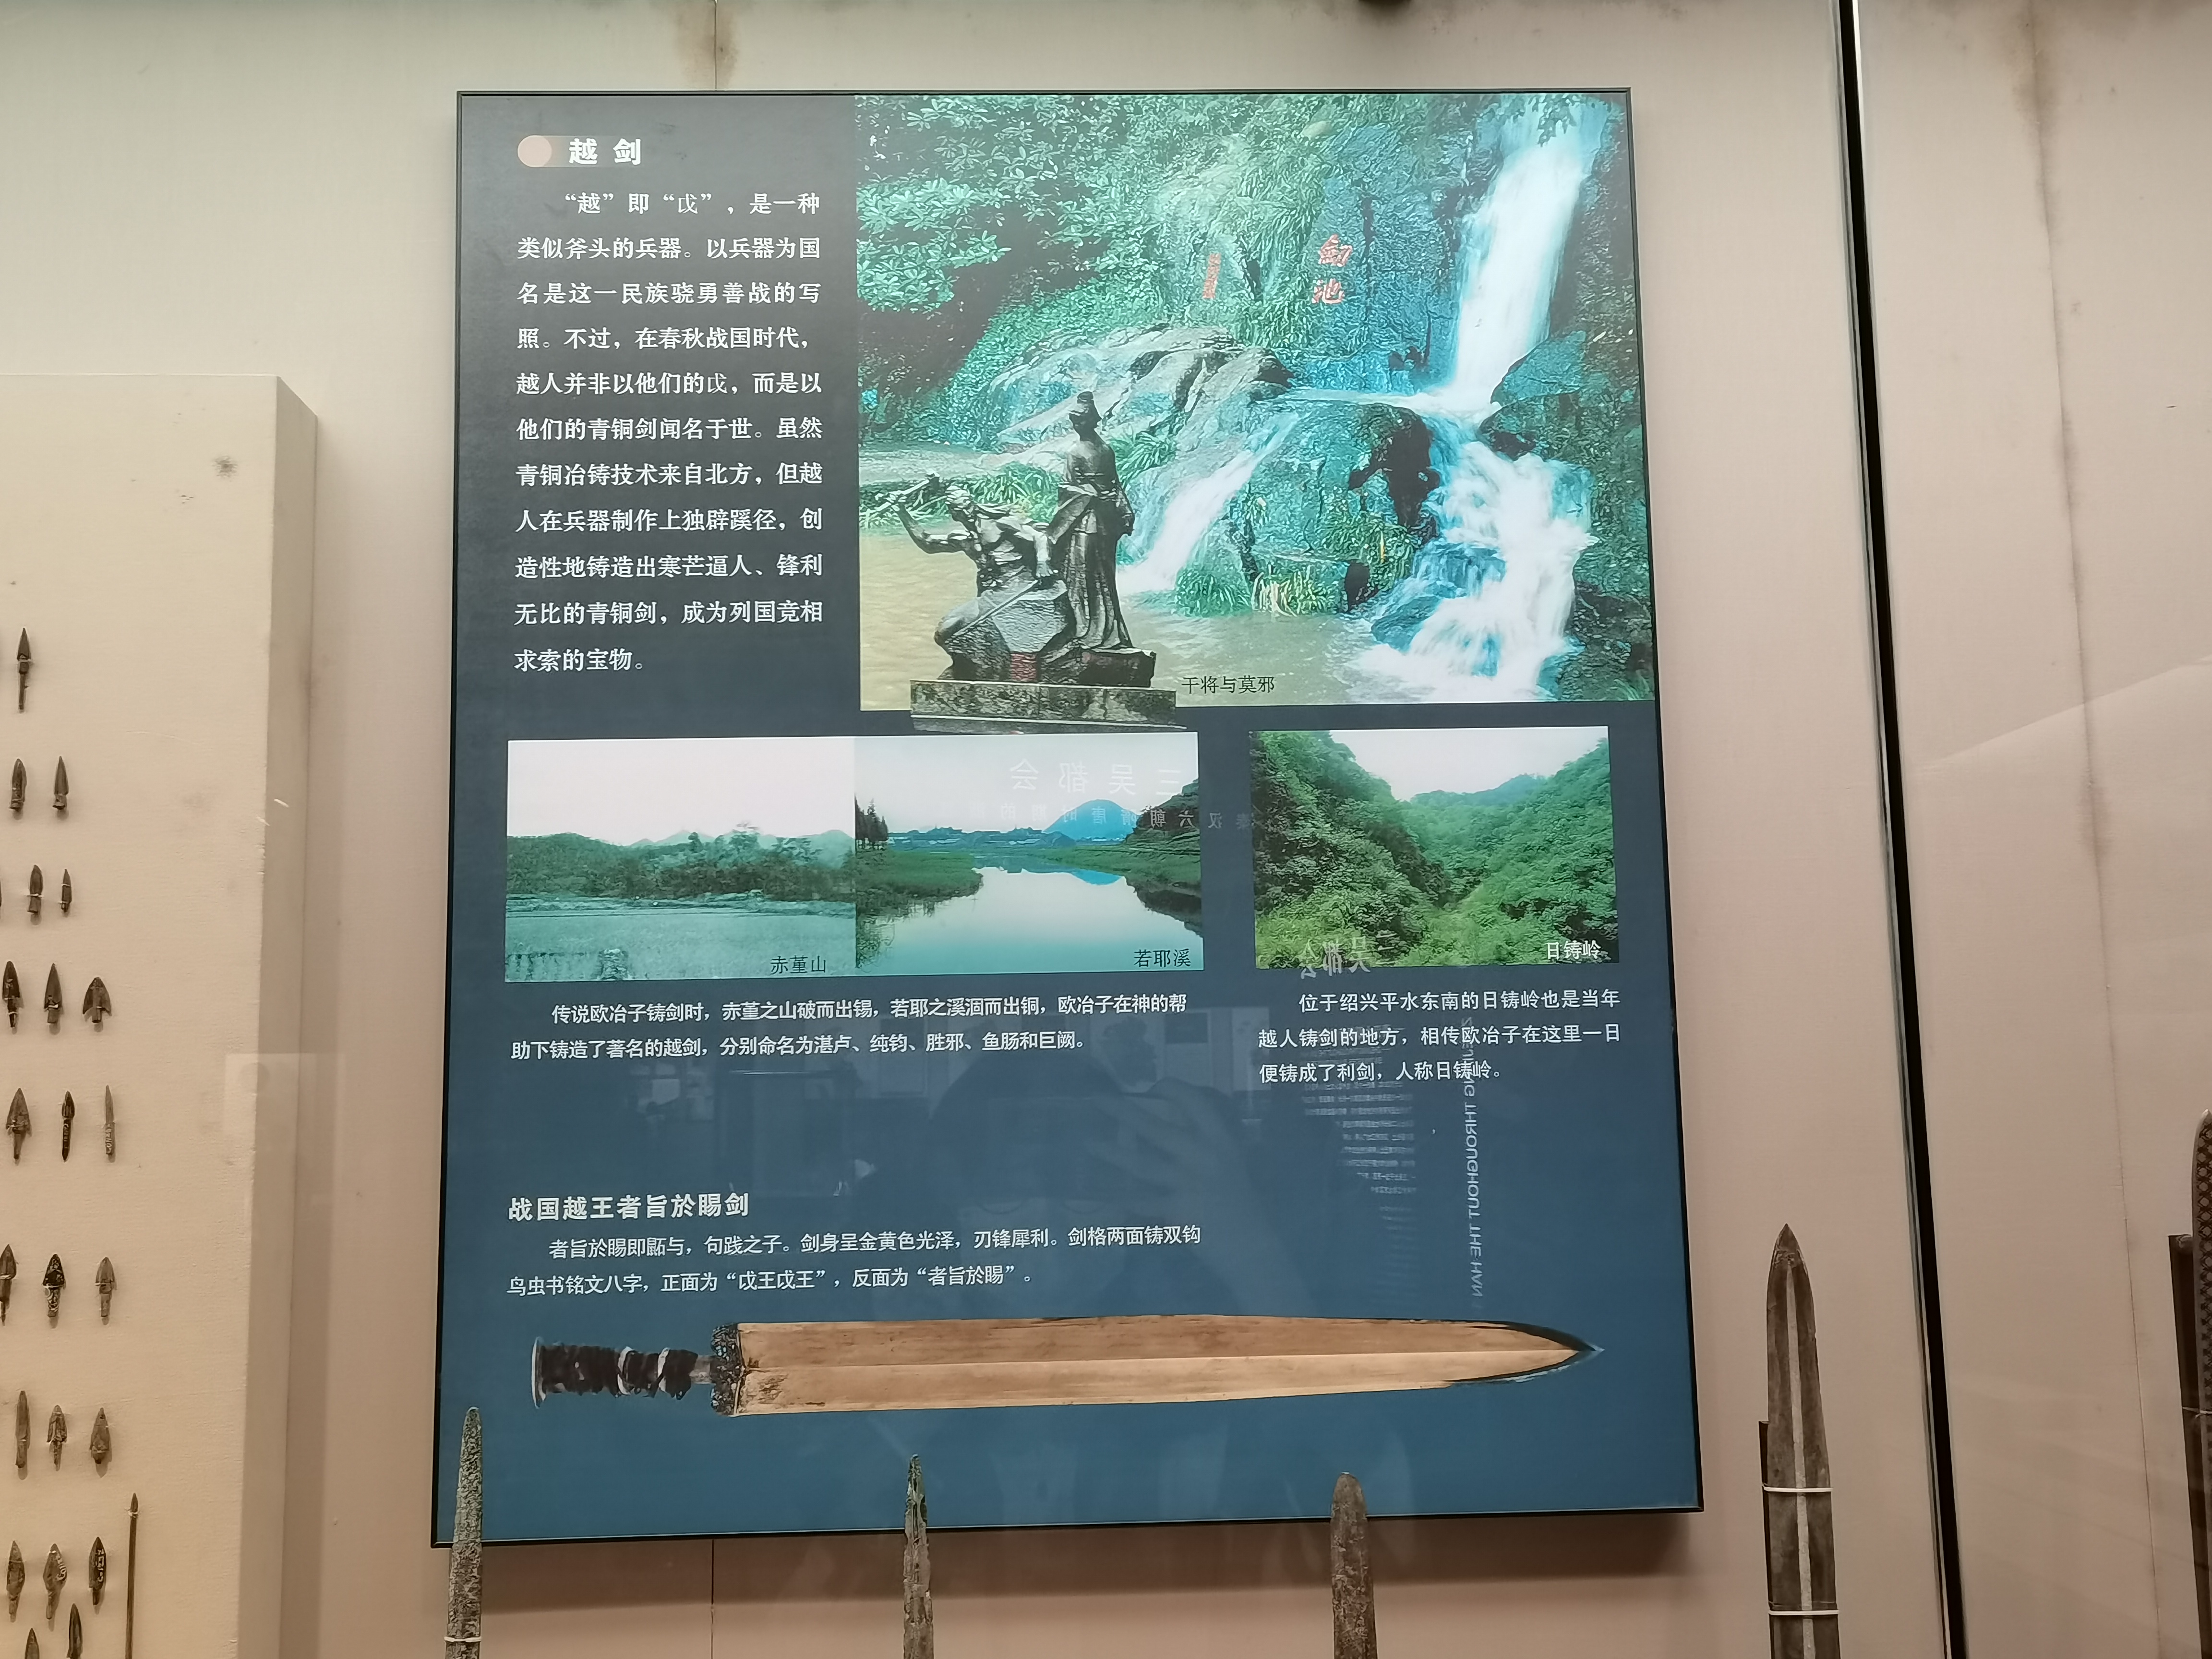 越剑
“越”即“戉”，是一种
类似斧头的兵器。以兵器为国
名是这一民族骁勇善战的写
照。不过，在春秋战国时代，
越人并非以他们的戉，而是以
他们的青铜剑闻名于世。虽然
青铜冶铸技术来自北方，但越
人在兵器制作上独辟蹊径，创
造性地铸造出寒芒逼人、锋利
无比的青铜剑，成为列国竞相
求索的宝物。
剑池
干将与莫邪
赤堇山
若耶溪
日铸岭
传说欧冶子铸剑时，赤堇之山破而出锡，若耶之溪涸而出铜，欧冶子在神的帮
助下铸造了著名的越剑，分别命名为湛卢、纯钧、胜邪、鱼肠和巨阙。
位于绍兴平水东南的日铸岭也是当年
越人铸剑的地方，相传欧冶子在这里一日
便铸成了利剑，人称日铸岭。
战国越王者旨於睗剑
者旨於睗即鼫与，句践之子。剑身呈金黄色光泽，刃锋犀利。剑格两面铸双钩
鸟虫书铭文八字，正面为“戉王戉王”，反面为“者旨於睗”。
三吴都会
THROUGHOUT THE HAN